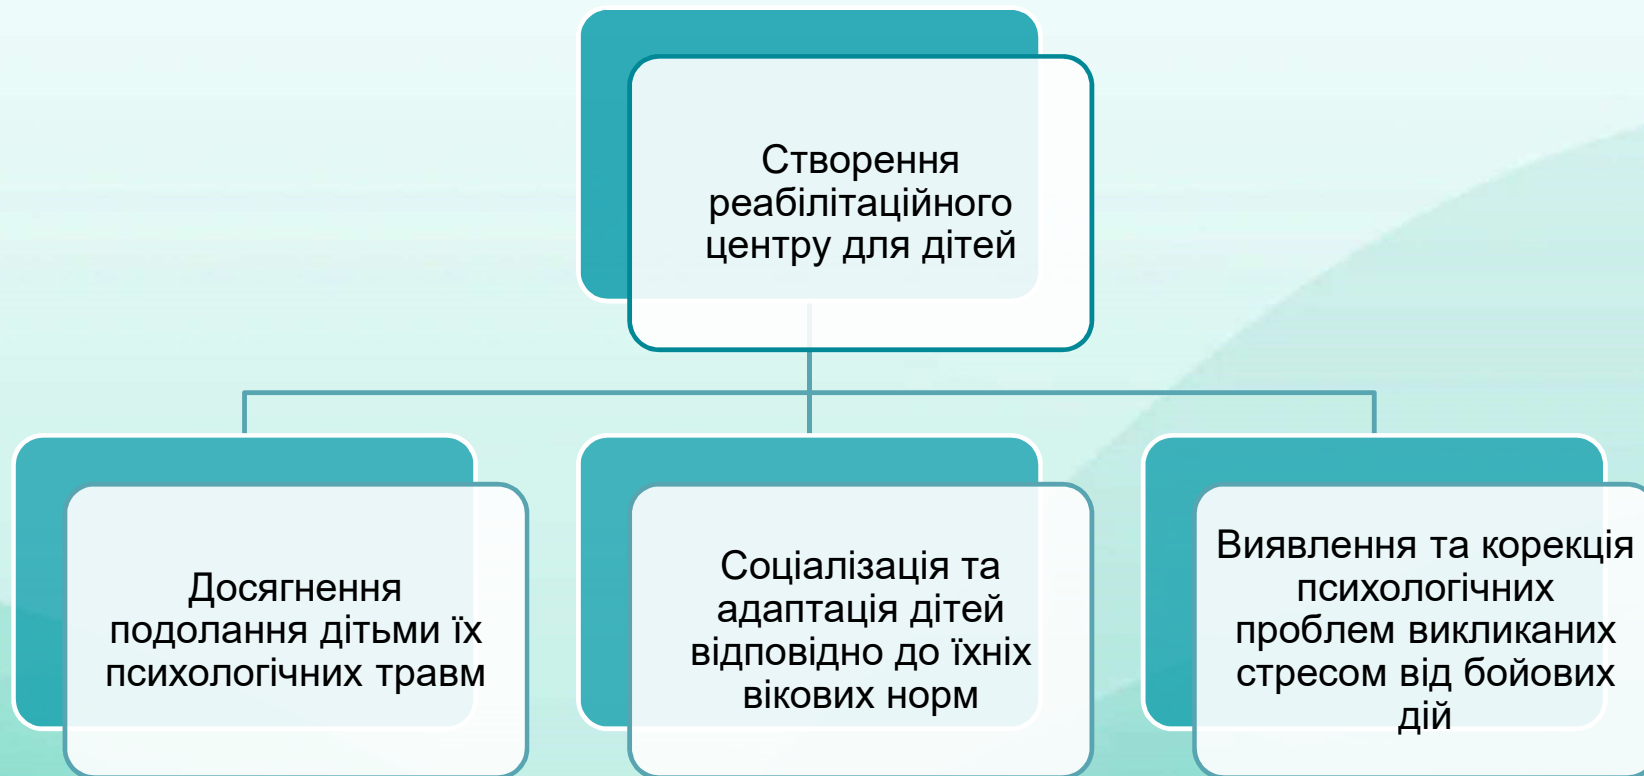 Створення
реабілітаційного
центру для дітей
Досягнення
подолання дітьми їх
психологічних травм
Соціалізація та
адаптація дітей
відповідно до їхніх
вікових норм
Виявлення та корекція
психологічних
проблем викликаних
стресом від бойових
дій